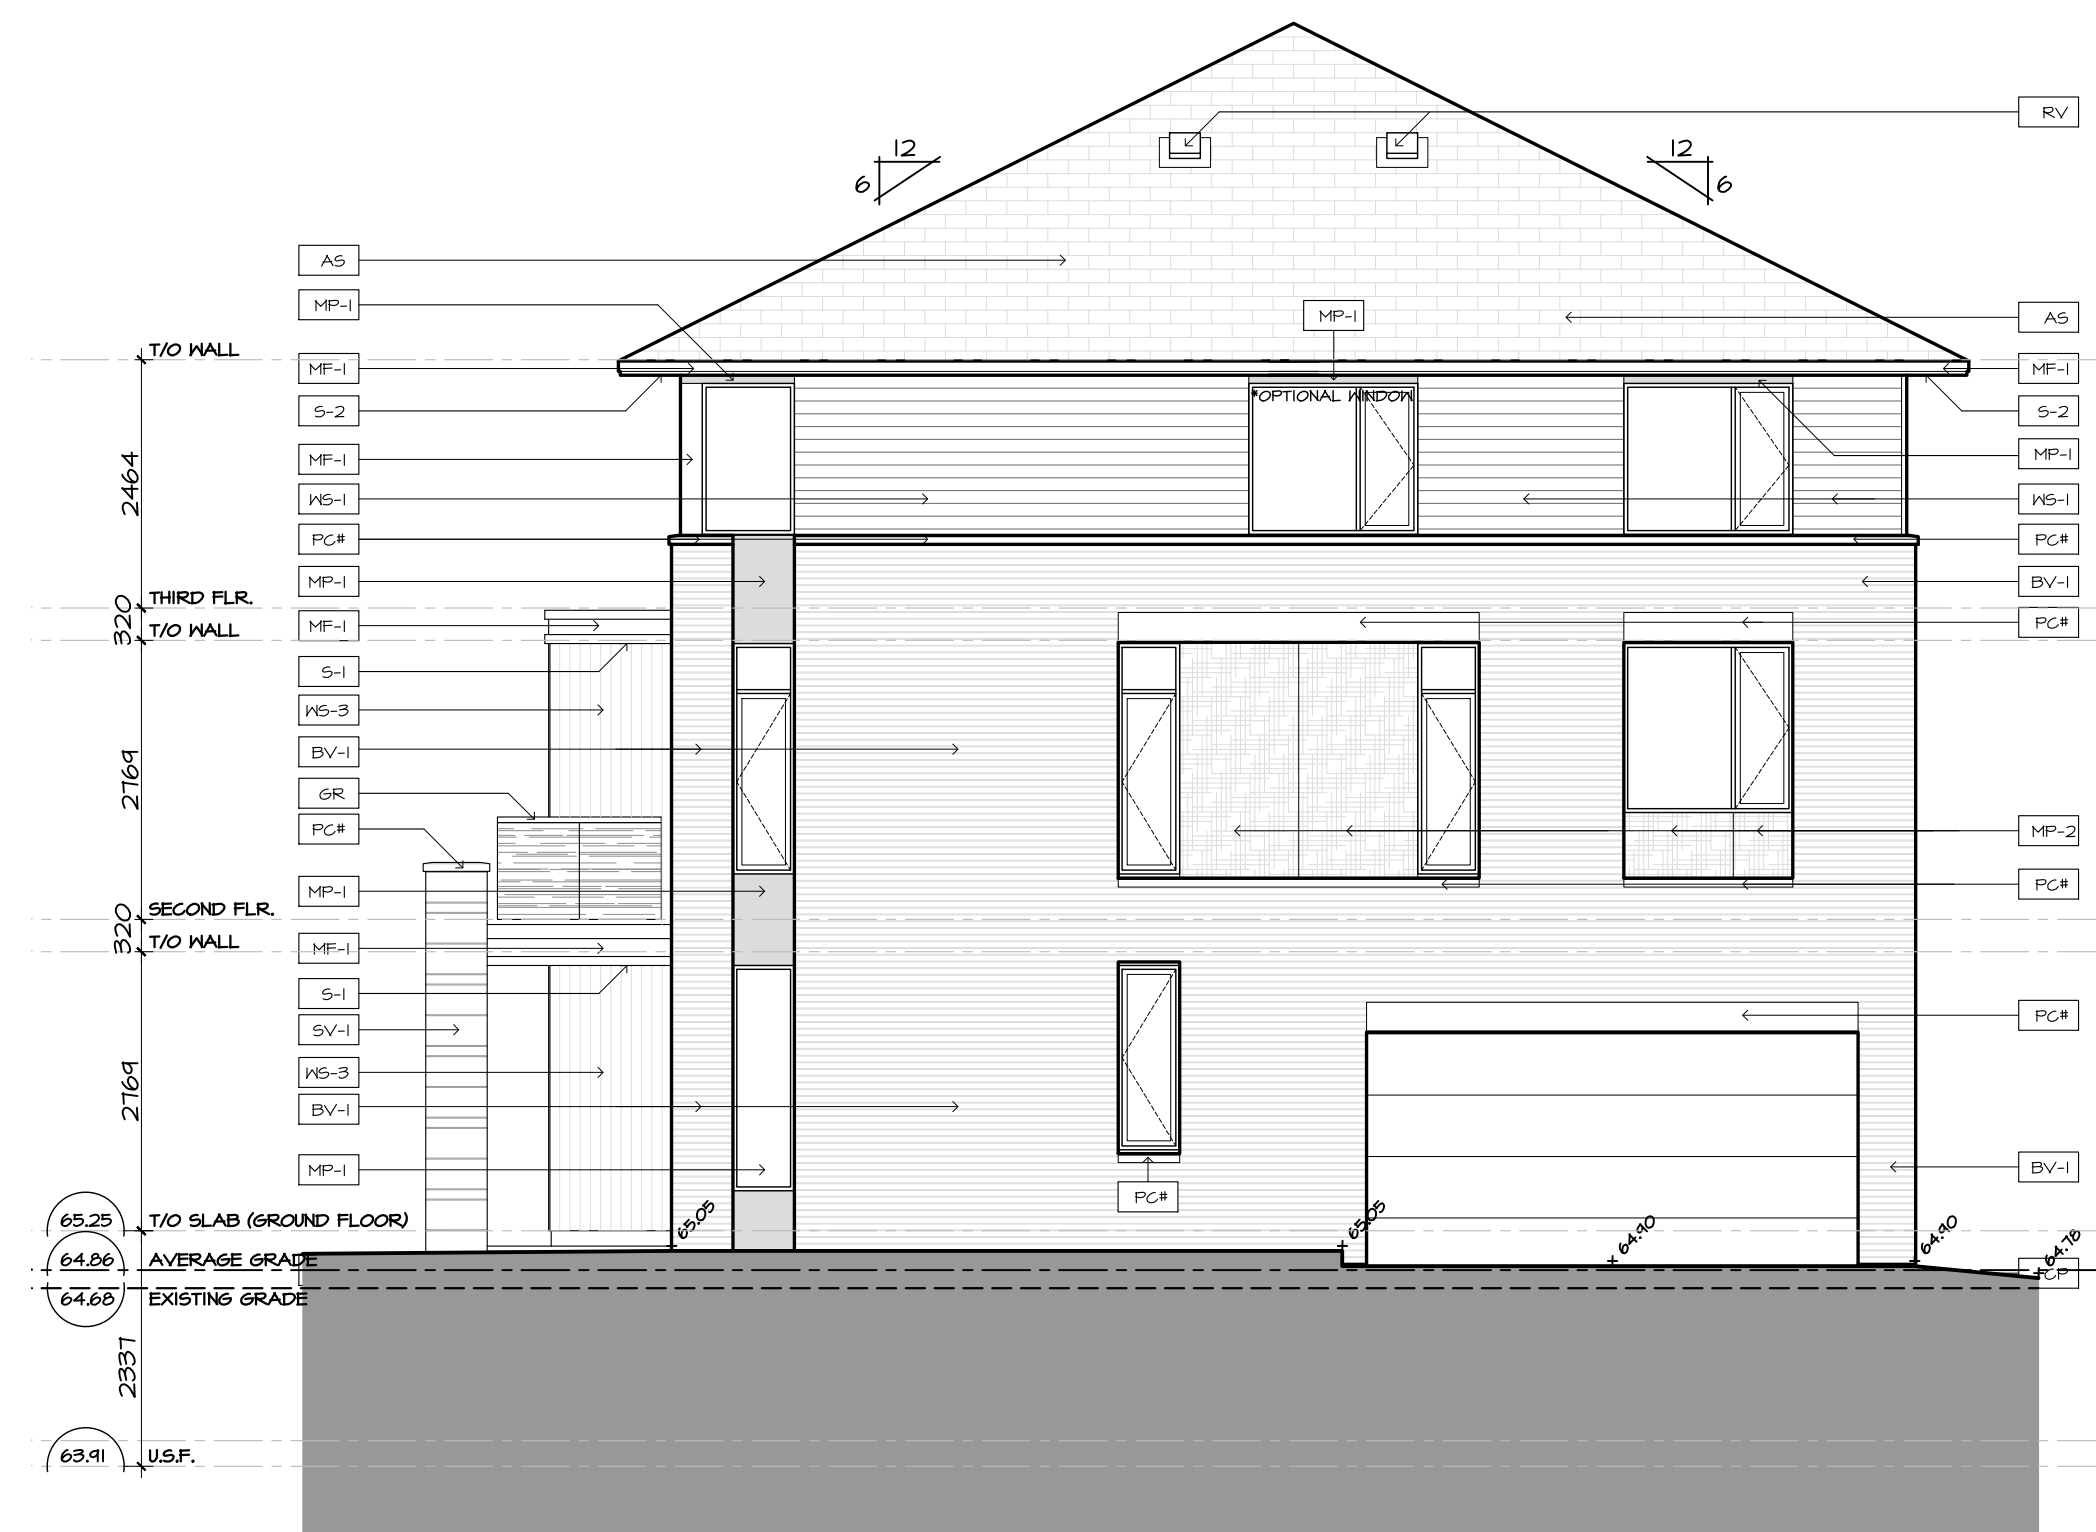 RV
12
12
6
6
AS
MP-1
MP-1
AS
T/O WALL
MF-1
MF-1
*OPTIONAL WINDOW
S-2
S-2
2464
MF-1
MP-1
WS-1
WS-1
PC#
PC#
MP-1
BV-1
320
THIRD FLR.
MF-1
PC#
T/O WALL
S-1
WS-3
2769
BV-1
GR
PC#
MP-2
MP-1
PC#
320
SECOND FLR.
T/O WALL
MF-1
S-1
PC#
SV-1
2769
WS-3
BV-1
MP-1
BV-1
PC#
65.25
T/O SLAB (GROUND FLOOR)
65.05
65.05
64.90
64.90
64.78
64.86
AVERAGE GRADE
CP
64.68
EXISTING GRADE
2337
63.91
U.S.F.